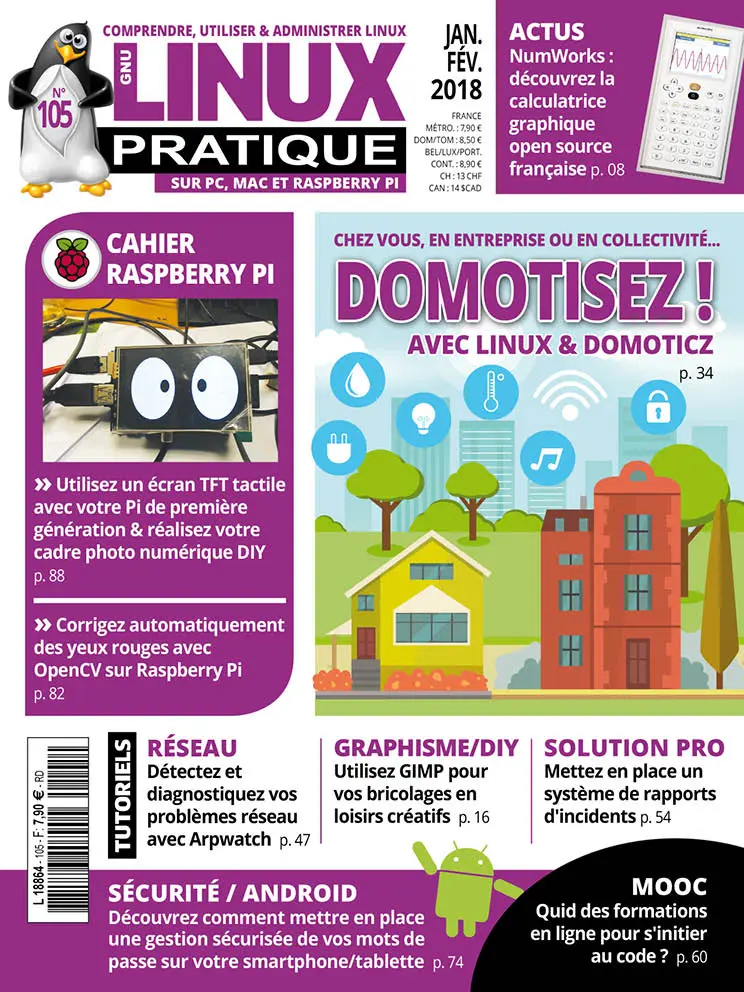 COMPRENDRE, UTILISER & ADMINISTRER LINUX
N°
105
GNU
LINUX
PRATIQUE
SUR PC, MAC ET RASPBERRY PI
JAN.
FÉV.
2018
FRANCE
MÉTRO. : 7,90 €
DOM/TOM : 8,50 €
BEL/LUX/PORT.
CONT. : 8,90 €
CH : 13 CHF
CAN : 14 $CAD
ACTUS
NumWorks :
découvrez la
calculatrice
graphique
open source
française p. 08
CAHIER
RASPBERRY PI
» Utilisez un écran TFT tactile
avec votre Pi de première
génération & réalisez votre
cadre photo numérique DIY
p. 88
» Corrigez automatiquement
des yeux rouges avec
OpenCV sur Raspberry Pi
p. 82
CHEZ VOUS, EN ENTREPRISE OU EN COLLECTIVITÉ...
DOMOTISEZ !
AVEC LINUX & DOMOTICZ
p. 34
L 18864 - 105 - F: 7,90 € - RD
TUTORIELS
RÉSEAU
Détectez et
diagnostiquez vos
problèmes réseau
avec Arpwatch p. 47
GRAPHISME/DIY
Utilisez GIMP pour
vos bricolages en
loisirs créatifs p. 16
SOLUTION PRO
Mettez en place un
système de rapports
d'incidents p. 54
SÉCURITÉ / ANDROID
Découvrez comment mettre en place
une gestion sécurisée de vos mots de
passe sur votre smartphone/tablette p. 74
MOOC
Quid des formations
en ligne pour s'initier
au code ? p. 60